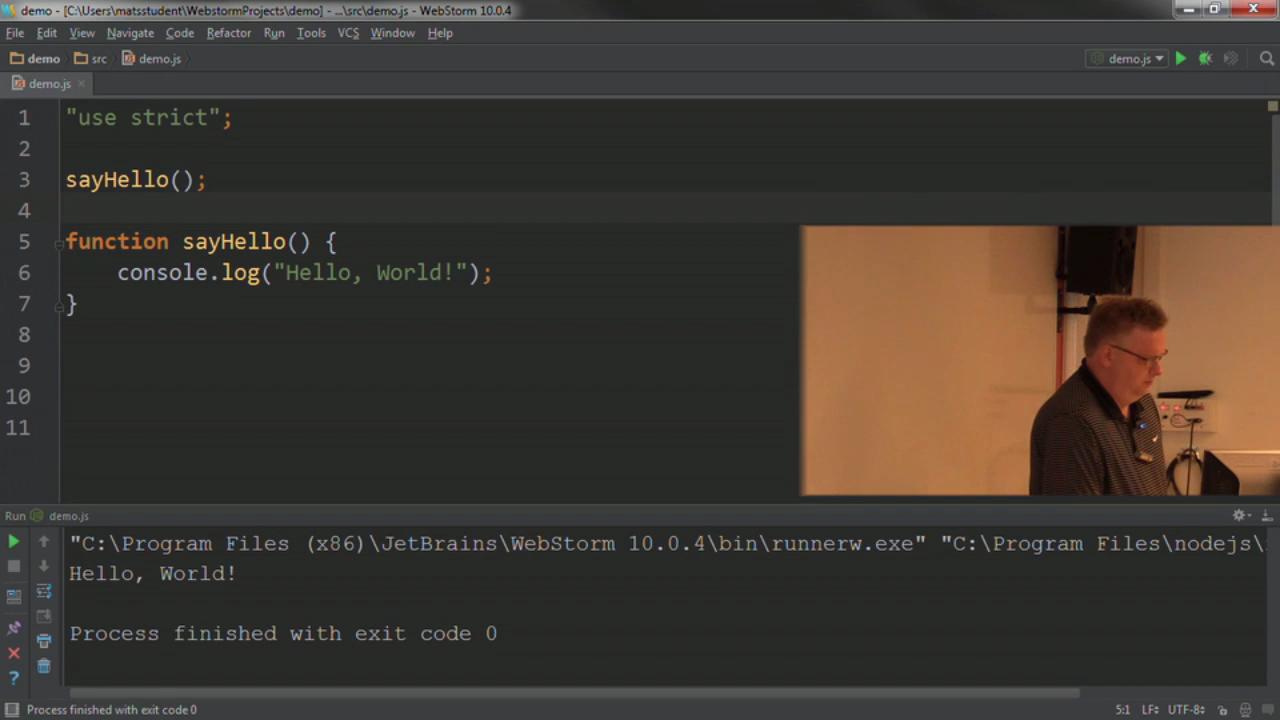 demo - [C:\Users\matsstudent\WebstormProjects\demo] - ...\src\demo.js - WebStorm 10.0.4
File Edit View Navigate Code Refactor Run Tools VCS Window Help
demo src demo.js demo.js
demo.js
1 "use strict";
2
3 sayHello();
4
5 function sayHello() {
6 console.log("Hello, World!");
7 }
8
9
10
11
Run demo.js
"C:\Program Files (x86)\JetBrains\WebStorm 10.0.4\bin\runnerw.exe" "C:\Program Files\nodejs\
Hello, World!
Process finished with exit code 0
Process finished with exit code 0 5:1 LF UTF-8